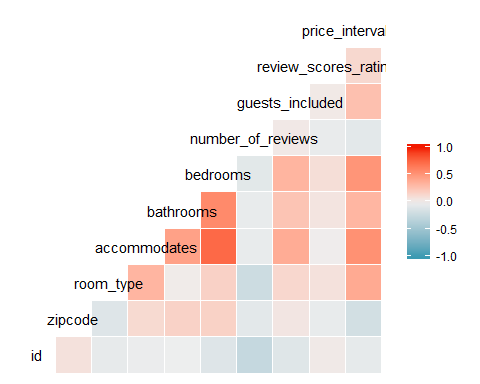 price_interval
review_scores_ratin
guests_included
number_of_reviews
bedrooms
bathrooms
accommodates
room_type
zipcode
id
1.0
0.5
0.0
-0.5
-1.0